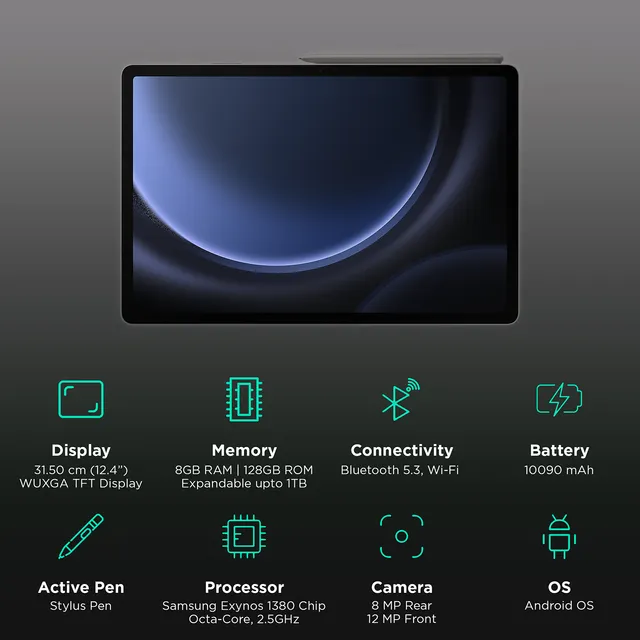 Display
31.50 cm (12.4”)
WUXGA TFT Display
Memory
8GB RAM | 128GB ROM
Expandable upto 1TB
Connectivity
Bluetooth 5.3, Wi-Fi
Battery
10090 mAh
Active Pen
Stylus Pen
Processor
Samsung Exynos 1380 Chip
Octa-Core, 2.5GHz
Camera
8 MP Rear
12 MP Front
OS
Android OS